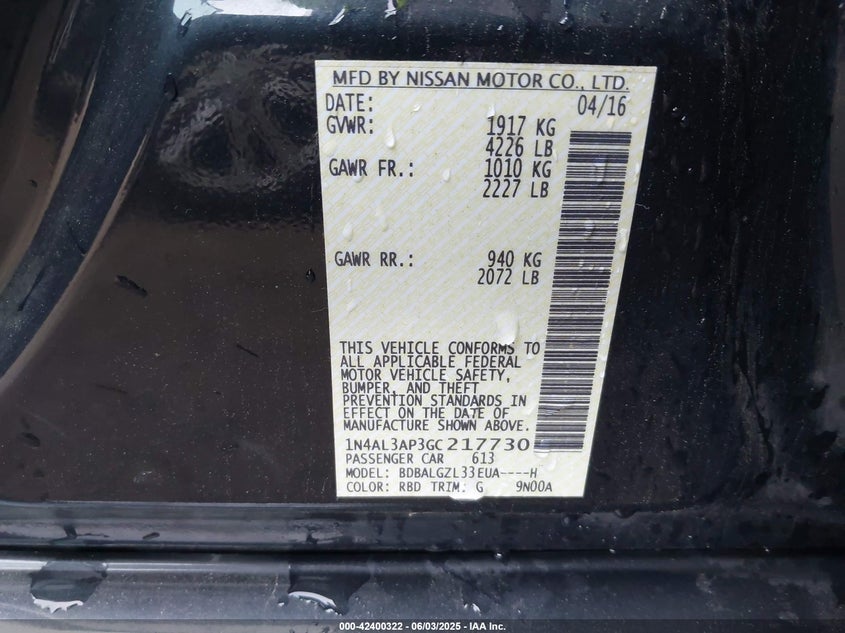 MFD BY NISSAN MOTOR CO., LTD.
DATE: 04/16
GVWR: 1917 KG
4226 LB
GAWR FR.: 1010 KG
2227 LB
GAWR RR.: 940 KG
2072 LB
THIS VEHICLE CONFORMS TO
ALL APPLICABLE FEDERAL
MOTOR VEHICLE SAFETY,
BUMPER, AND THEFT
PREVENTION STANDARDS IN
EFFECT ON THE DATE OF
MANUFACTURE SHOWN ABOVE.
1N4AL3AP3GC217730
PASSENGER CAR 613
MODEL: BDBALGZL33EUA----H
COLOR: RBD TRIM: G 9N00A
000-42400322 - 06/03/2025 - IAA Inc.